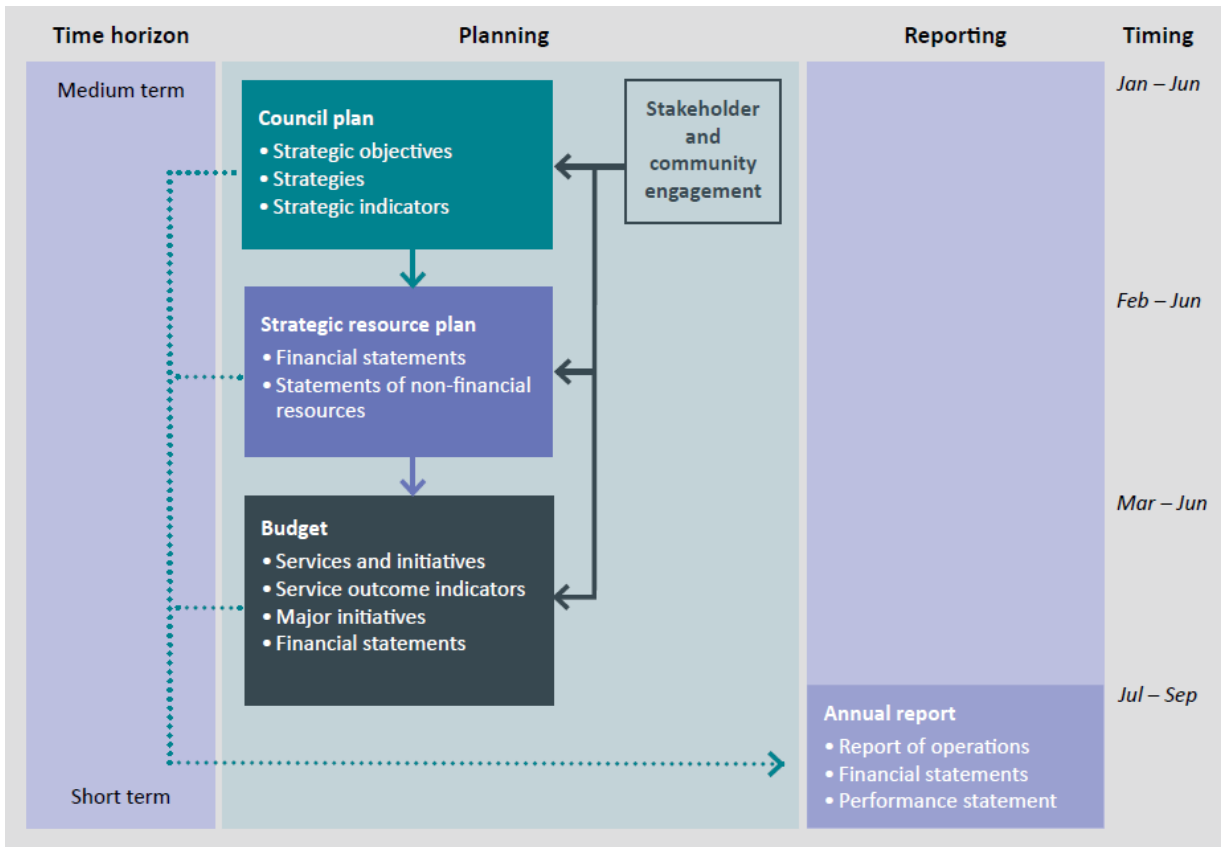 Time horizon
Planning
Reporting
Timing
Medium term
Jan – Jun
Council plan
• Strategic objectives
• Strategies
• Strategic indicators
Stakeholder
and
community
engagement
Feb – Jun
Strategic resource plan
• Financial statements
• Statements of non-financial
resources
Mar – Jun
Budget
• Services and initiatives
• Service outcome indicators
• Major initiatives
• Financial statements
Jul – Sep
Annual report
• Report of operations
• Financial statements
• Performance statement
Short term